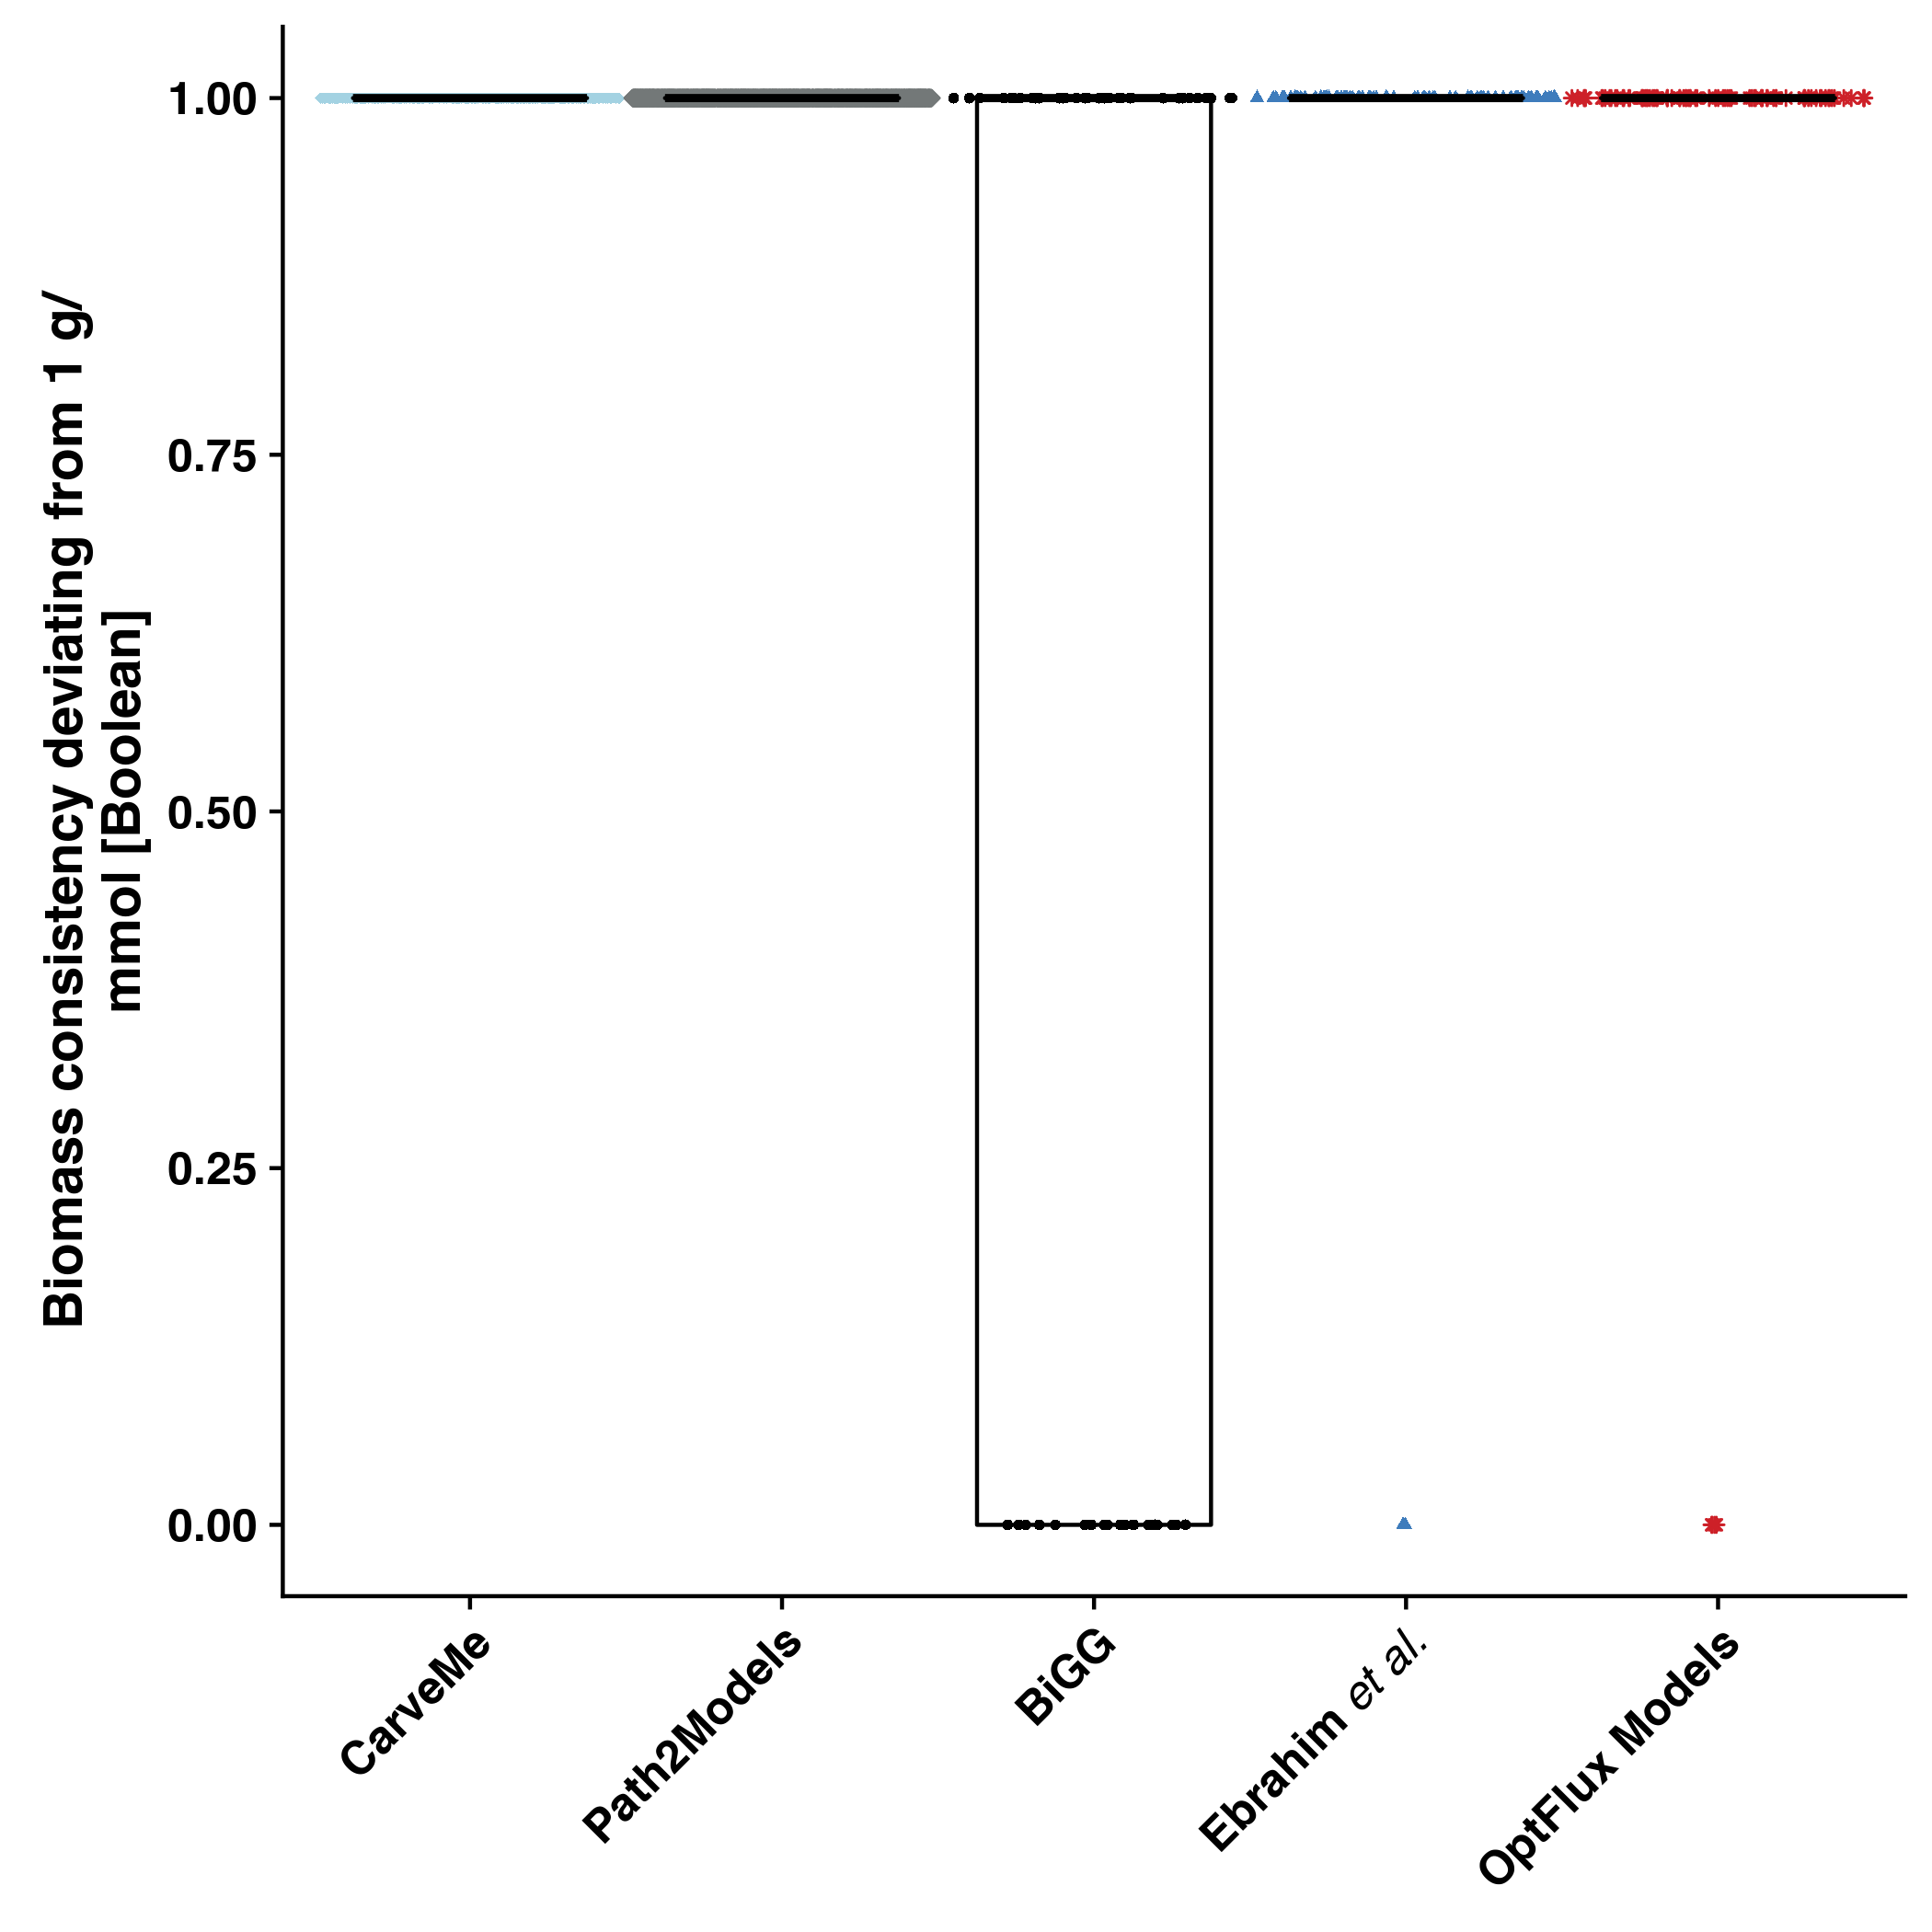 Biomass consistency deviating from 1 g/
mmol [Boolean]
1.00
0.75
0.50
0.25
0.00
CarveMe
Path2Models
BiGG
Ebrahim et al.
OptFlux Models